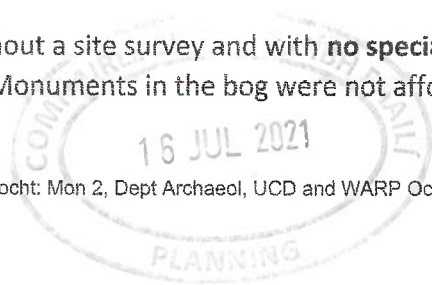 hout a site survey and with no specia
Monuments in the bog were not affo
16 JUL 2021
ocht: Mon 2, Dept Archaeol, UCD and WARP Oc
PLANNING